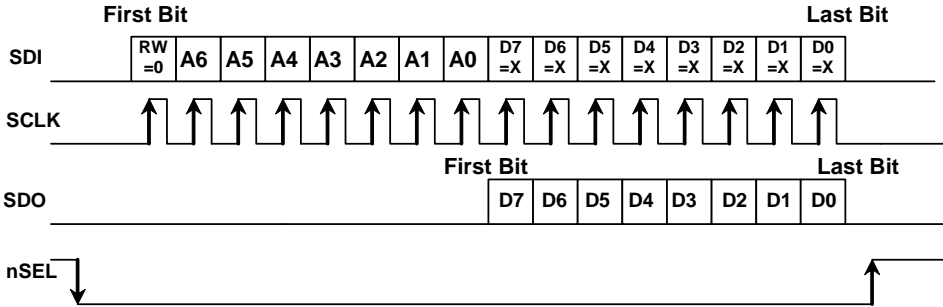 First Bit Last Bit
SDI RW =0 A6 A5 A4 A3 A2 A1 A0 D7 =X D6 =X D5 =X D4 =X D3 =X D2 =X D1 =X D0 =X
SCLK
First Bit Last Bit
SDO D7 D6 D5 D4 D3 D2 D1 D0
nSEL